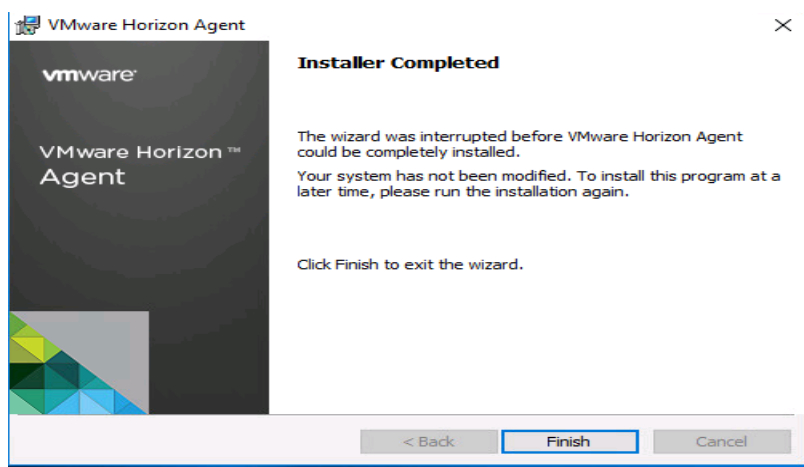 VMware Horizon Agent
vmware
VMware Horizon ™
Agent
Installer Completed
The wizard was interrupted before VMware Horizon Agent
could be completely installed.
Your system has not been modified. To install this program at a
later time, please run the installation again.
Click Finish to exit the wizard.
< Back
Finish
Cancel